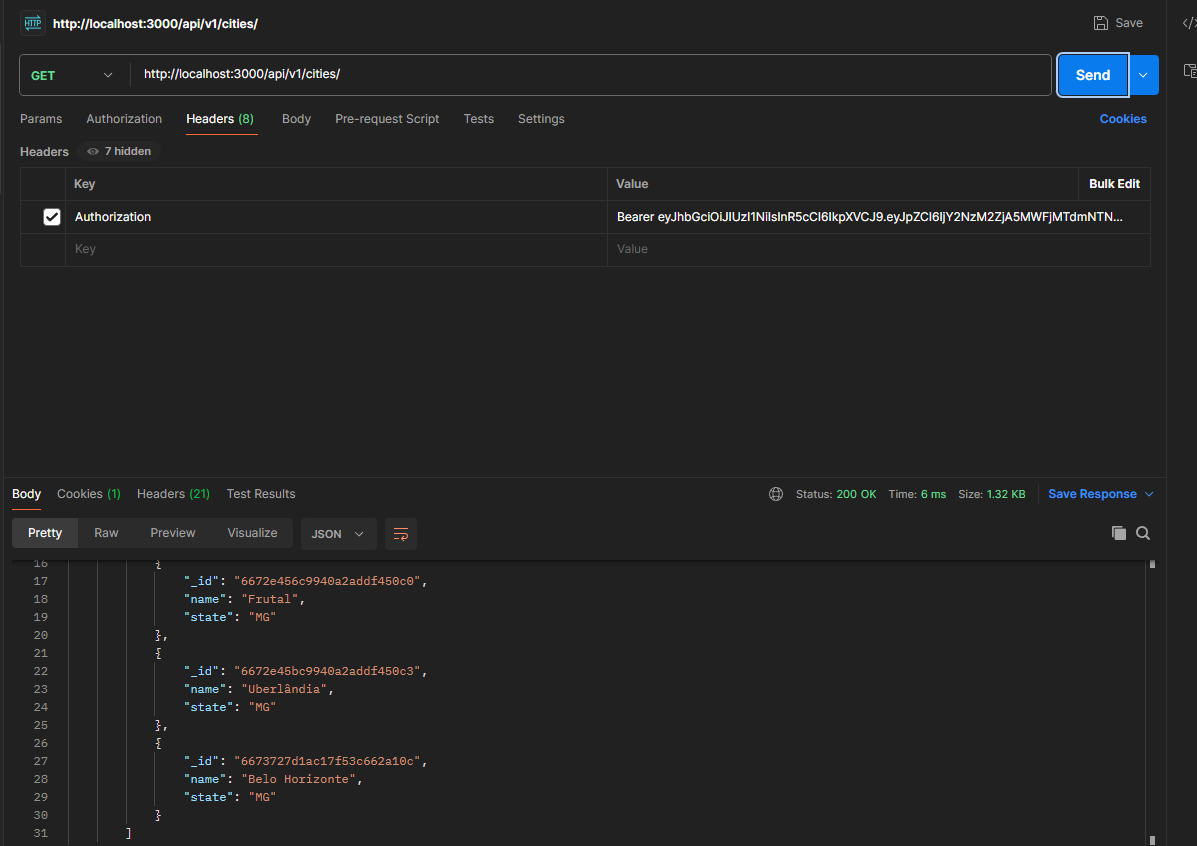 HTTP http://localhost:3000/api/v1/cities/ Save
GET http://localhost:3000/api/v1/cities/ Send
Params Authorization Headers (8) Body Pre-request Script Tests Settings Cookies
Headers 7 hidden
Key Value Bulk Edit
Authorization Bearer eyJhbGciOiJIUzI1NiIsInR5cCI6IkpXVCJ9.eyJpZCI6IjY2NzM2ZjA5MWFjMTdmNTN...
Key Value
Body Cookies (1) Headers (21) Test Results Status: 200 OK Time: 6 ms Size: 1.32 KB Save Response
Pretty Raw Preview Visualize JSON
16 {
17 "_id": "6672e456c9940a2addf450c0",
18 "name": "Frutal",
19 "state": "MG"
20 },
21 {
22 "_id": "6672e45bc9940a2addf450c3",
23 "name": "Uberlândia",
24 "state": "MG"
25 },
26 {
27 "_id": "6673727d1ac17f53c662a10c",
28 "name": "Belo Horizonte",
29 "state": "MG"
30 }
31 ]